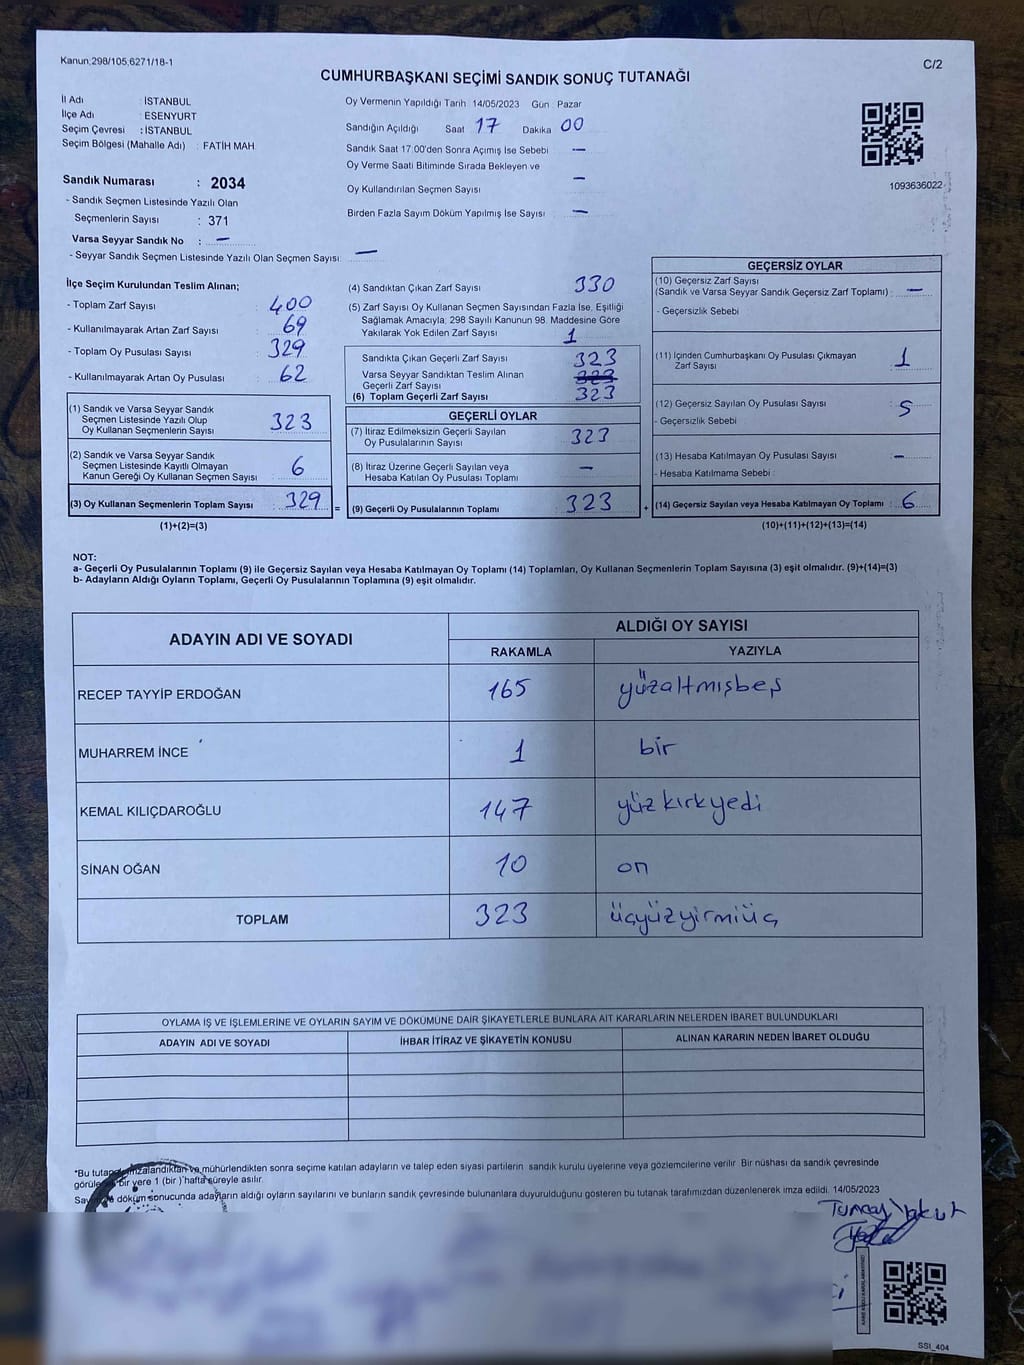 Kanun,298/105,6271/18-1
C/2
CUMHURBAŞKANI SEÇİMİ SANDIK SONUÇ TUTANAĞI
İl Adı : İSTANBUL
İlçe Adı : ESENYURT
Seçim Çevresi : İSTANBUL
Seçim Bölgesi (Mahalle Adı) : FATİH MAH
Sandık Numarası : 2034
- Sandık Seçmen Listesinde Yazılı Olan
Seçmenlerin Sayısı : 371
Varsa Seyyar Sandık No : —
- Seyyar Sandık Seçmen Listesinde Yazılı Olan Seçmen Sayısı: —
Oy Vermenin Yapıldığı Tarih 14/05/2023 Gün Pazar
Sandığın Açıldığı Saat 17 Dakika 00
Sandık Saat 17.00'den Sonra Açımış İse Sebebi —
Oy Verme Saati Bitiminde Sırada Bekleyen ve
Oy Kullandırılan Seçmen Sayısı —
Birden Fazla Sayım Döküm Yapılmış İse Sayısı —
1093636022
İlçe Seçim Kurulundan Teslim Alınan;
- Toplam Zarf Sayısı : 400
- Kullanılmayarak Artan Zarf Sayısı : 69
- Toplam Oy Pusulası Sayısı : 329
- Kullanılmayarak Artan Oy Pusulası : 62
(1) Sandık ve Varsa Seyyar Sandık
Seçmen Listesinde Yazılı Olup
Oy Kullanan Seçmenlerin Sayısı : 323
(2) Sandık ve Varsa Seyyar Sandık
Seçmen Listesinde Kayıtlı Olmayan
Kanun Gereği Oy Kullanan Seçmen Sayısı : 6
(3) Oy Kullanan Seçmenlerin Toplam Sayısı : 329 =
(1)+(2)=(3)
(4) Sandıktan Çıkan Zarf Sayısı 330
(5) Zarf Sayısı Oy Kullanan Seçmen Sayısından Fazla İse, Eşitliği
Sağlamak Amacıyla; 298 Sayılı Kanunun 98. Maddesine Göre
Yakılarak Yok Edilen Zarf Sayısı 1
Sandıkta Çıkan Geçerli Zarf Sayısı 323
Varsa Seyyar Sandıktan Teslim Alınan
Geçerli Zarf Sayısı
(6) Toplam Geçerli Zarf Sayısı 323
GEÇERLİ OYLAR
(7) İtiraz Edilmeksizin Geçerli Sayılan
Oy Pusulalarının Sayısı : 323
(8) İtiraz Üzerine Geçerli Sayılan veya
Hesaba Katılan Oy Pusulası Toplamı : —
(9) Geçerli Oy Pusulalarının Toplamı : 323 +
GEÇERSİZ OYLAR
(10) Geçersiz Zarf Sayısı
(Sandık ve Varsa Seyyar Sandık Geçersiz Zarf Toplamı) : —
- Geçersizlik Sebebi
(11) İçinden Cumhurbaşkanı Oy Pusulası Çıkmayan
Zarf Sayısı : 1
(12) Geçersiz Sayılan Oy Pusulası Sayısı : 5
- Geçersizlik Sebebi
(13) Hesaba Katılmayan Oy Pusulası Sayısı : —
- Hesaba Katılmama Sebebi :
(14) Geçersiz Sayılan veya Hesaba Katılmayan Oy Toplamı : 6
(10)+(11)+(12)+(13)=(14)
NOT:
a- Geçerli Oy Pusulalarının Toplamı (9) ile Geçersiz Sayılan veya Hesaba Katılmayan Oy Toplamı (14) Toplamları, Oy Kullanan Seçmenlerin Toplam Sayısına (3) eşit olmalıdır. (9)+(14)=(3)
b- Adayların Aldığı Oyların Toplamı, Geçerli Oy Pusulalarının Toplamına (9) eşit olmalıdır.
ADAYIN ADI VE SOYADI
ALDIĞI OY SAYISI
RAKAMLA YAZIYLA
RECEP TAYYİP ERDOĞAN 165 yüzaltmışbeş
MUHARREM İNCE 1 bir
KEMAL KILIÇDAROĞLU 147 yüz kırkyedi
SİNAN OĞAN 10 on
TOPLAM 323 üçyüzyirmiüç
OYLAMA İŞ VE İŞLEMLERİNE VE OYLARIN SAYIM VE DÖKÜMÜNE DAİR ŞİKAYETLERLE BUNLARA AİT KARARLARIN NELERDEN İBARET BULUNDUKLARI
ADAYIN ADI VE SOYADI İHBAR İTİRAZ VE ŞİKAYETİN KONUSU ALINAN KARARIN NEDEN İBARET OLDUĞU
*Bu tutanak imzalandıktan ve mühürlendikten sonra seçime katılan adayların ve talep eden siyasi partilerin sandık kurulu üyelerine veya gözlemcilerine verilir. Bir nüshası da sandık çevresinde
bir yere 1 (bir ) hafta süreyle asılır.
döküm sonucunda adayların aldığı oyların sayılarını ve bunların sandık çevresinde bulunanlara duyurulduğunu gösteren bu tutanak tarafımızdan düzenlenerek imza edildi. 14/05/2023
SSI_404